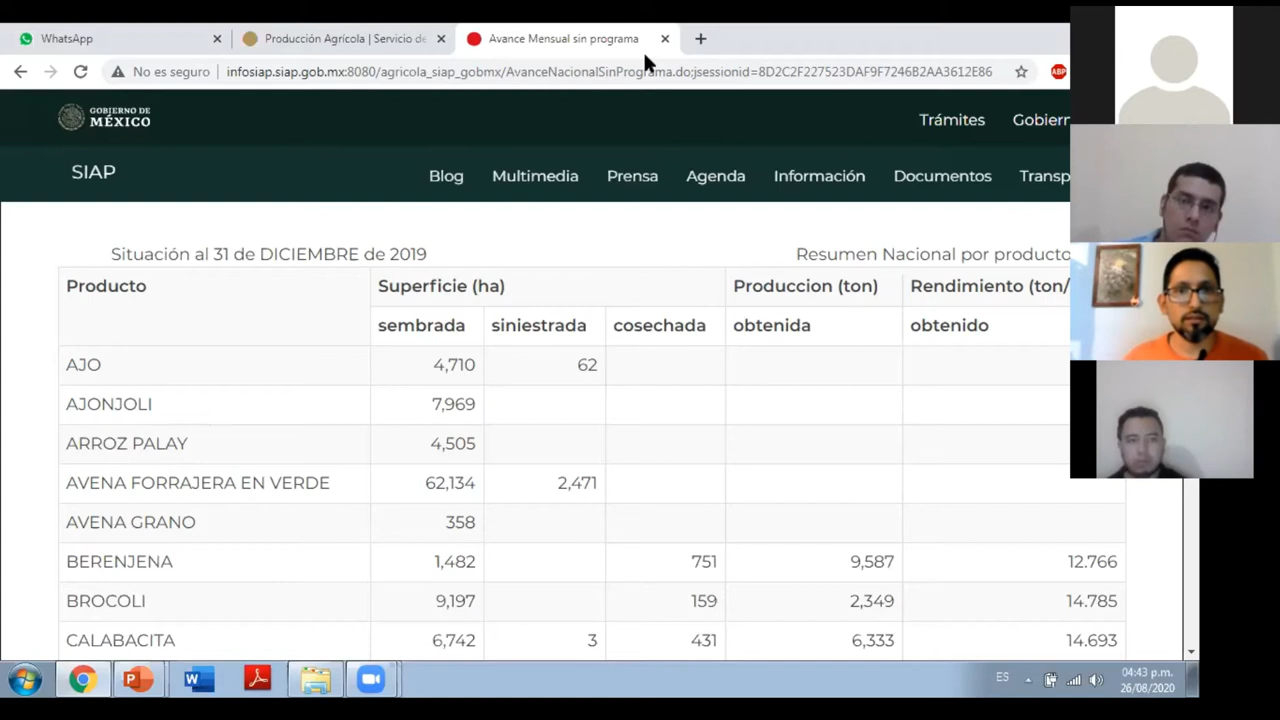 WhatsApp
Producción Agrícola | Servicio de
Avance Mensual sin programa
No es seguro
infosiap.siap.gob.mx:8080/agricola_siap_gobmx/AvanceNacionalSinPrograma.do;jsessionid=8D2C2F227523DAF9F7246B2AA3612E86
ABP
GOBIERNO DE
MÉXICO
Trámites Gobiern
SIAP
Blog Multimedia Prensa Agenda Información Documentos Transp
Situación al 31 de DICIEMBRE de 2019 Resumen Nacional por producto
Producto Superficie (ha) Produccion (ton) Rendimiento (ton/
sembrada siniestrada cosechada obtenida obtenido
AJO 4,710 62
AJONJOLI 7,969
ARROZ PALAY 4,505
AVENA FORRAJERA EN VERDE 62,134 2,471
AVENA GRANO 358
BERENJENA 1,482 751 9,587 12.766
BROCOLI 9,197 159 2,349 14.785
CALABACITA 6,742 3 431 6,333 14.693
ES
04:43 p.m.
26/08/2020